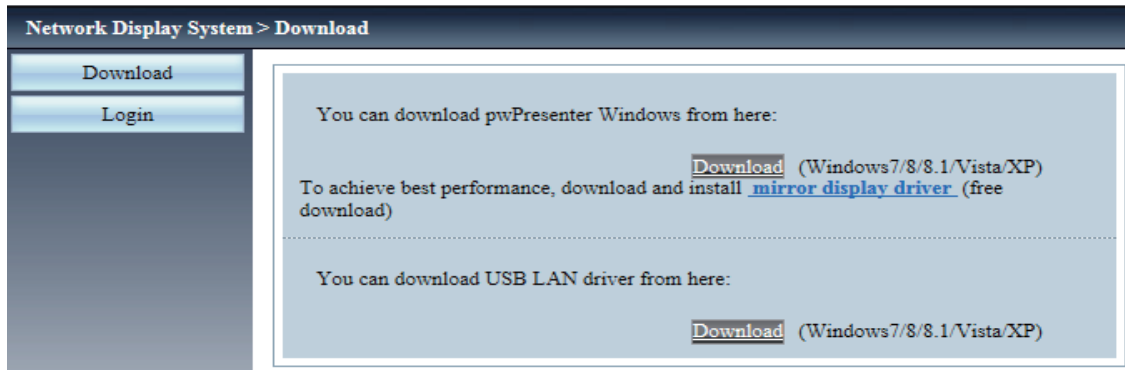 Network Display System > Download
Download
Login
You can download pwPresenter Windows from here:
Download (Windows7/8/8.1/Vista/XP)
To achieve best performance, download and install mirror display driver (free
download)
You can download USB LAN driver from here:
Download (Windows7/8/8.1/Vista/XP)